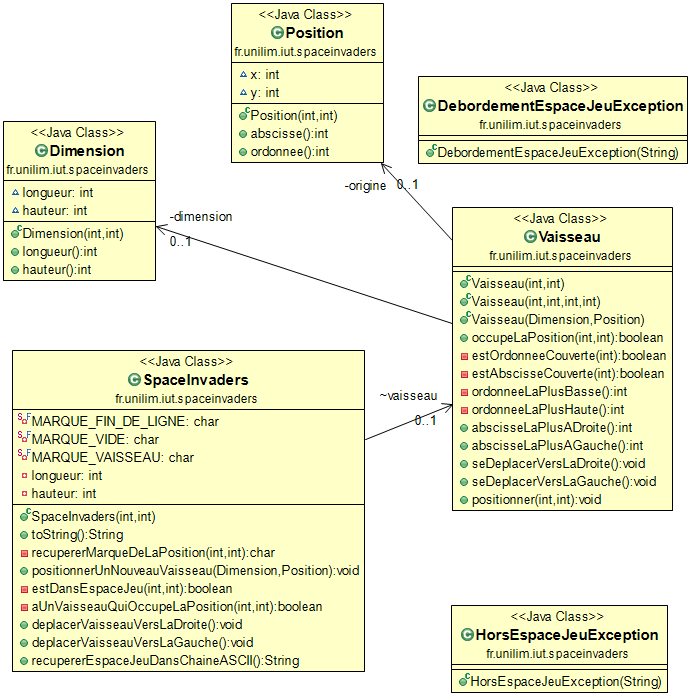 <<Java Class>>
Position
fr.unilim.iut.spaceinvaders
x: int
y: int
Position(int,int)
abscisse():int
ordonnee():int
<<Java Class>>
DebordementEspaceJeuException
fr.unilim.iut.spaceinvaders
DebordementEspaceJeuException(String)
<<Java Class>>
Dimension
fr.unilim.iut.spaceinvaders
longueur: int
hauteur: int
Dimension(int,int)
longueur():int
hauteur():int
-origine
0..1
-dimension
0..1
<<Java Class>>
Vaisseau
fr.unilim.iut.spaceinvaders
Vaisseau(int,int)
Vaisseau(int,int,int,int)
Vaisseau(Dimension,Position)
occupeLaPosition(int,int):boolean
estOrdonneeCouverte(int):boolean
estAbscisseCouverte(int):boolean
ordonneeLaPlusBasse():int
ordonneeLaPlusHaute():int
abscisseLaPlusADroite():int
abscisseLaPlusAGauche():int
seDeplacerVersLaDroite():void
seDeplacerVersLaGauche():void
positionner(int,int):void
<<Java Class>>
SpaceInvaders
fr.unilim.iut.spaceinvaders
MARQUE_FIN_DE_LIGNE: char
MARQUE_VIDE: char
MARQUE_VAISSEAU: char
longueur: int
hauteur: int
SpaceInvaders(int,int)
toString():String
recupererMarqueDeLaPosition(int,int):char
positionnerUnNouveauVaisseau(Dimension,Position):void
estDansEspaceJeu(int,int):boolean
aUnVaisseauQuiOccupeLaPosition(int,int):boolean
deplacerVaisseauVersLaDroite():void
deplacerVaisseauVersLaGauche():void
recupererEspaceJeuDansChaineASCII():String
~vaisseau
0..1
<<Java Class>>
HorsEspaceJeuException
fr.unilim.iut.spaceinvaders
HorsEspaceJeuException(String)